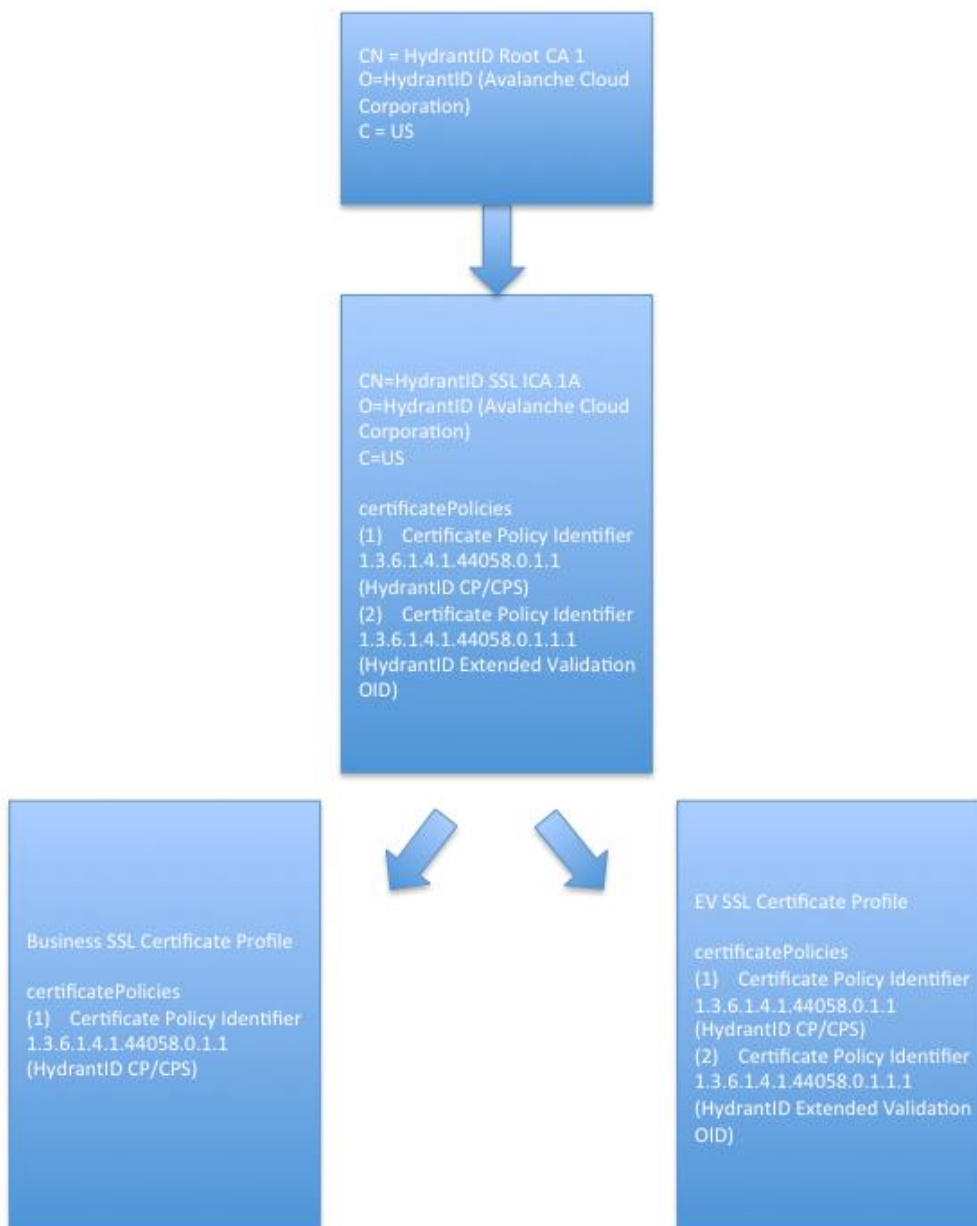 CN = HydrantID Root CA 1
O=HydrantID (Avalanche Cloud
Corporation)
C = US
CN=HydrantID SSL ICA 1A
O=HydrantID (Avalanche Cloud
Corporation)
C=US
certificatePolicies
(1) Certificate Policy Identifier
1.3.6.1.4.1.44058.0.1.1
(HydrantID CP/CPS)
(2) Certificate Policy Identifier
1.3.6.1.4.1.44058.0.1.1.1
(HydrantID Extended Validation
OID)
Business SSL Certificate Profile
certificatePolicies
(1) Certificate Policy Identifier
1.3.6.1.4.1.44058.0.1.1
(HydrantID CP/CPS)
EV SSL Certificate Profile
certificatePolicies
(1) Certificate Policy Identifier
1.3.6.1.4.1.44058.0.1.1
(HydrantID CP/CPS)
(2) Certificate Policy Identifier
1.3.6.1.4.1.44058.0.1.1.1
(HydrantID Extended Validation
OID)